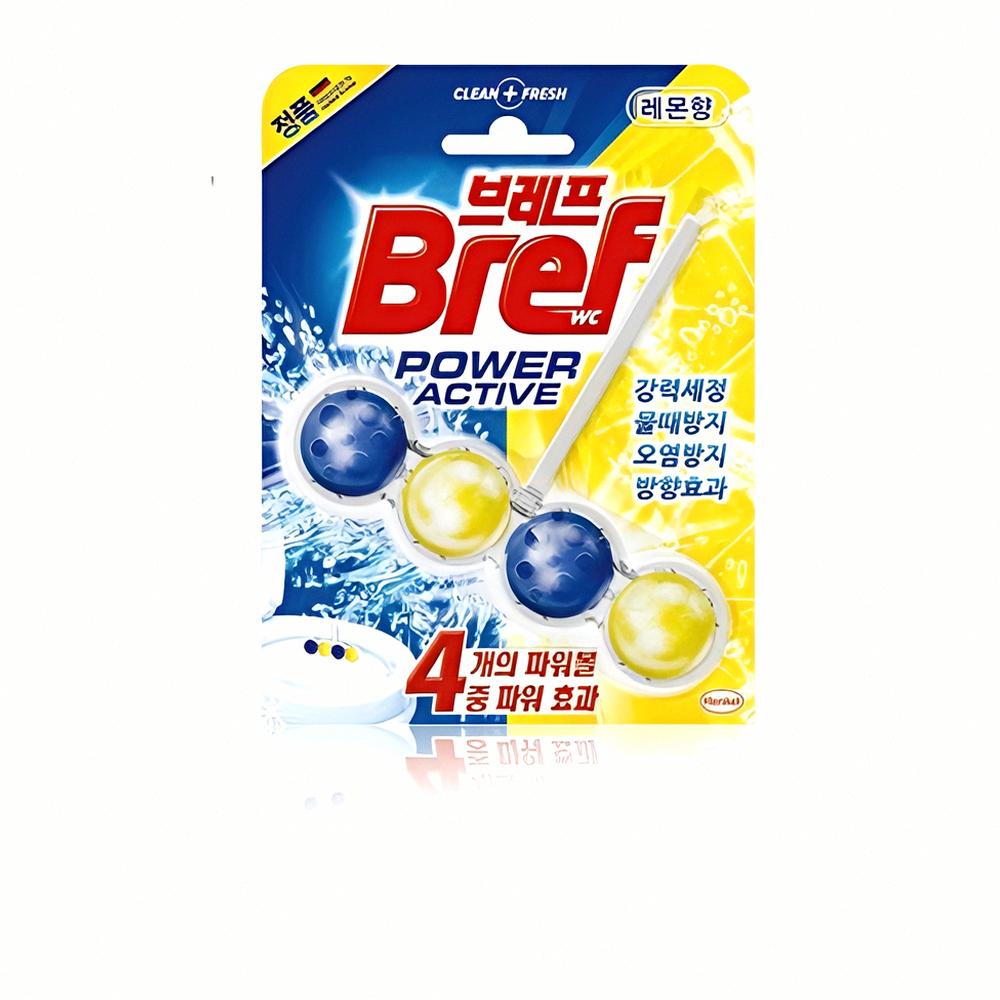 정품
CLEAN + FRESH
레몬향
브레프
Bref
WC
POWER
ACTIVE
강력세정
물때방지
오염방지
방향효과
4개의 파워볼
4중 파워 효과